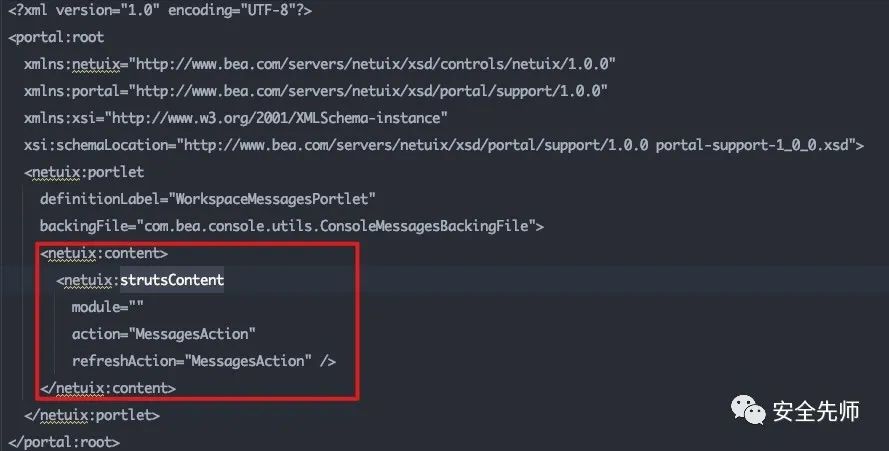 <?xml version="1.0" encoding="UTF-8"?>
<portal:root
xmlns:netuix="http://www.bea.com/servers/netuix/xsd/controls/netuix/1.0.0"
xmlns:portal="http://www.bea.com/servers/netuix/xsd/portal/support/1.0.0"
xmlns:xsi="http://www.w3.org/2001/XMLSchema-instance"
xsi:schemaLocation="http://www.bea.com/servers/netuix/xsd/portal/support/1.0.0 portal-support-1_0_0.xsd">
<netuix:portlet
definitionLabel="WorkspaceMessagesPortlet"
backingFile="com.bea.console.utils.ConsoleMessagesBackingFile">
<netuix:content>
<netuix:strutsContent
module=""
action="MessagesAction"
refreshAction="MessagesAction" />
</netuix:content>
</netuix:portlet>
</portal:root>
安全先师